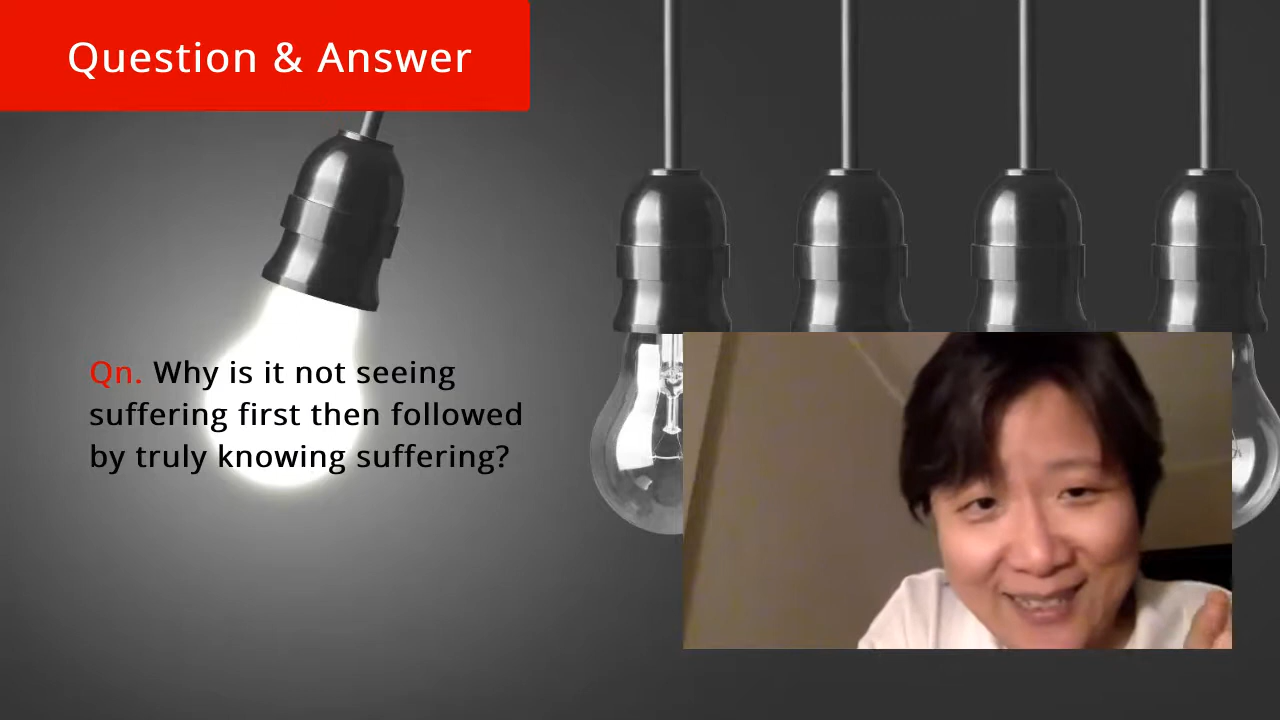 Question & Answer
Qn. Why is it not seeing
suffering first then followed
by truly knowing suffering?